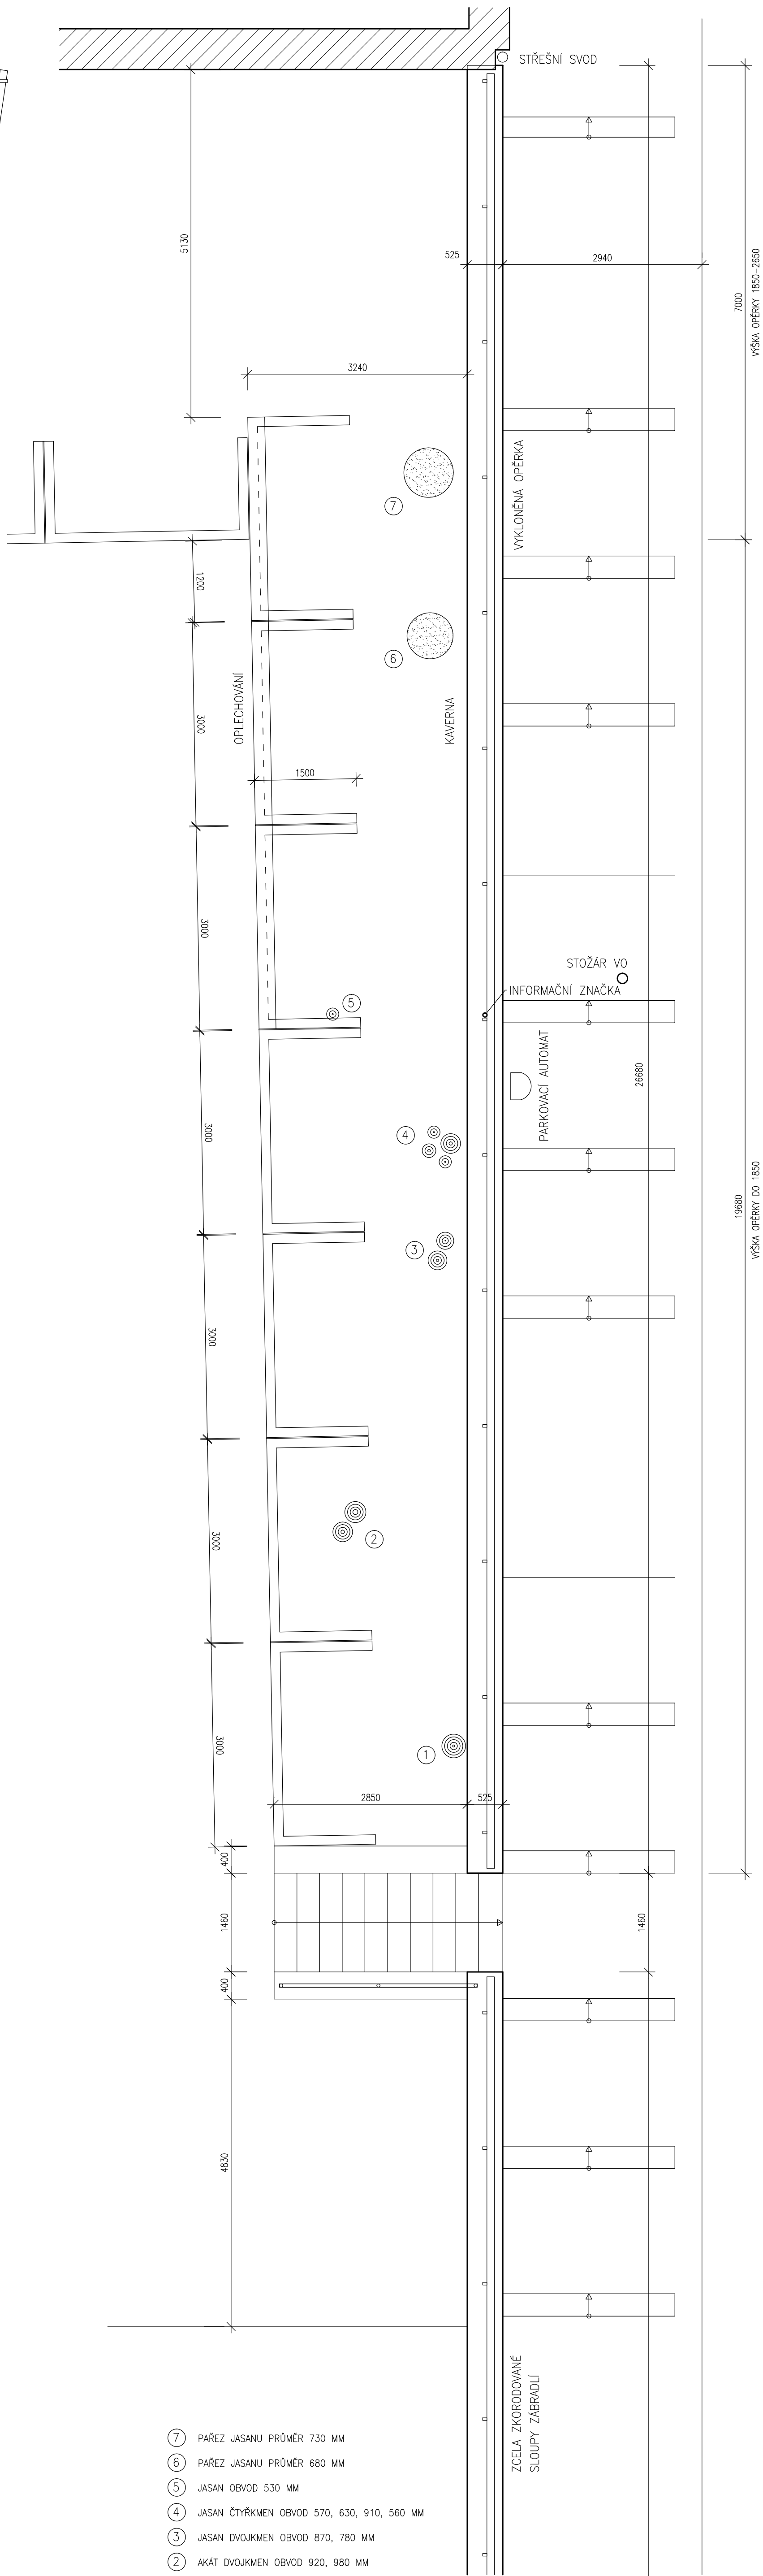 STŘEŠNÍ SVOD
5130
525
2940
7000
VÝŠKA OPĚRKY 1850-2650
3240
VYKLONĚNÁ OPĚRKA
7
1200
6
OPLECHOVÁNÍ
KAVERNA
3000
1500
3000
STOŽÁR VO
INFORMAČNÍ ZNAČKA
5
PARKOVACÍ AUTOMAT
26680
4
3000
19680
VÝŠKA OPĚRKY DO 1850
3
3000
2
3000
1
3000
2850
525
400
1460
1460
400
4830
ZCELA ZKORODOVANÉ
SLOUPY ZÁBRADLÍ
7 PAŘEZ JASANU PRŮMĚR 730 MM
6 PAŘEZ JASANU PRŮMĚR 680 MM
5 JASAN OBVOD 530 MM
4 JASAN ČTYŘKMEN OBVOD 570, 630, 910, 560 MM
3 JASAN DVOJKMEN OBVOD 870, 780 MM
2 AKÁT DVOJKMEN OBVOD 920, 980 MM